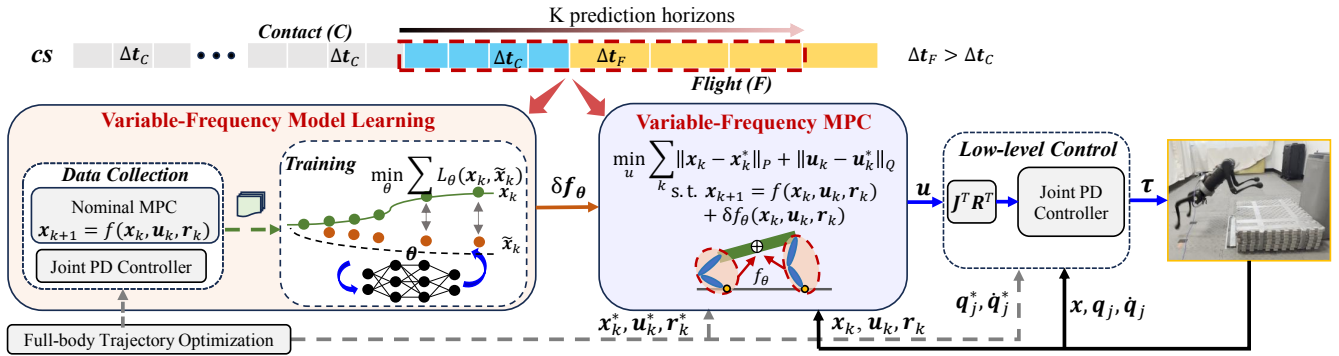 K prediction horizons
Contact (C)
cs Δt_C ••• Δt_C Δt_C Δt_F Δt_F > Δt_C
Flight (F)
Variable-Frequency Model Learning
Data Collection
Nominal MPC
x_{k+1} = f(x_k, u_k, r_k)
Joint PD Controller
Training
min_θ ∑ L_θ(x_k, x̃_k)
x_k
x̃_k
θ
δf_θ
Variable-Frequency MPC
min_u ∑_k ‖x_k − x_k^*‖_P + ‖u_k − u_k^*‖_Q
s.t. x_{k+1} = f(x_k, u_k, r_k)
+ δf_θ(x_k, u_k, r_k)
f_θ
u
Low-level Control
J^T R^T
Joint PD
Controller
τ
Full-body Trajectory Optimization
x_k^*, u_k^*, r_k^*
x_k, u_k, r_k
q_j^*, q̇_j^*
x, q_j, q̇_j